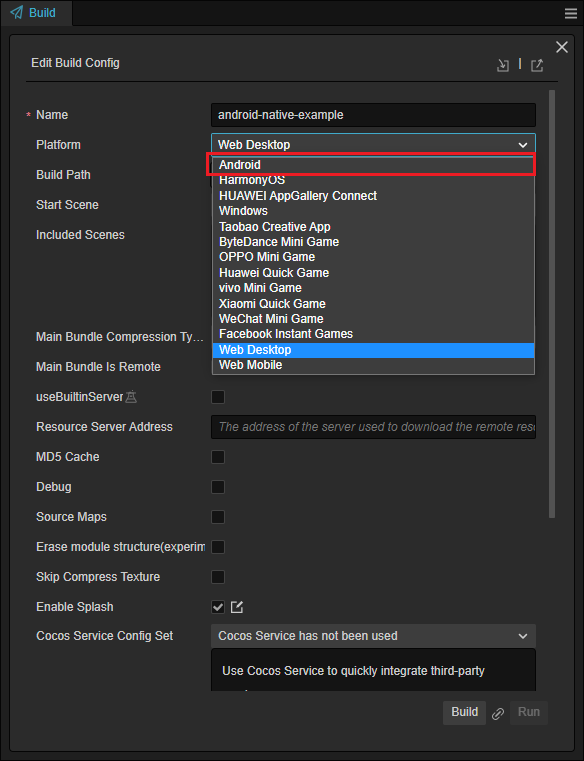 Build
Edit Build Config
* Name
android-native-example
Platform
Web Desktop
Android
Build Path
HarmonyOS
HUAWEI AppGallery Connect
Start Scene
Windows
Taobao Creative App
Included Scenes
ByteDance Mini Game
OPPO Mini Game
Huawei Quick Game
vivo Mini Game
Xiaomi Quick Game
WeChat Mini Game
Main Bundle Compression Ty...
Facebook Instant Games
Web Desktop
Main Bundle Is Remote
Web Mobile
useBuiltinServer
Resource Server Address
The address of the server used to download the remote reso
MD5 Cache
Debug
Source Maps
Erase module structure(experim
Skip Compress Texture
Enable Splash
Cocos Service Config Set
Cocos Service has not been used
Use Cocos Service to quickly integrate third-party
Build
Run